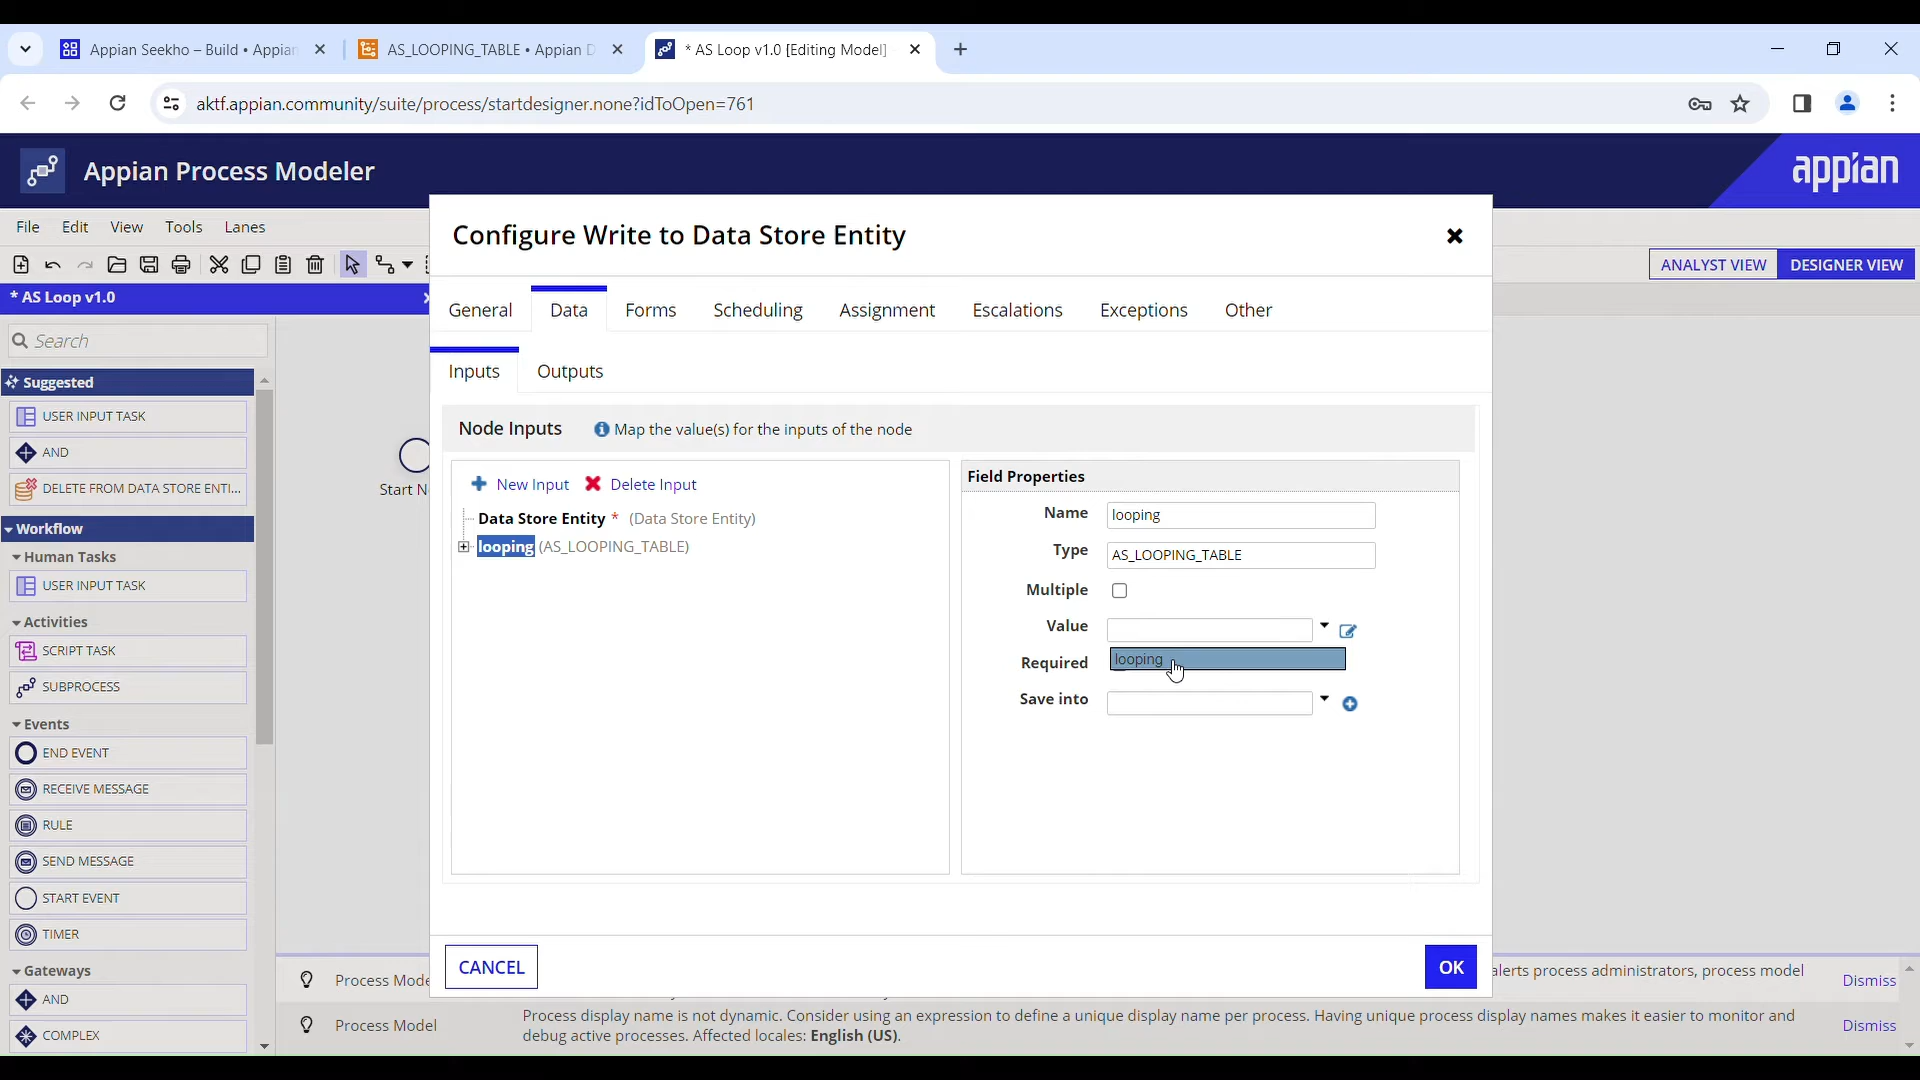 Appian Seekho – Build • Appian
AS_LOOPING_TABLE • Appian D
* AS Loop v1.0 [Editing Model]
aktf.appian.community/suite/process/startdesigner.none?idToOpen=761
Appian Process Modeler
appian
File Edit View Tools Lanes
ANALYST VIEW DESIGNER VIEW
* AS Loop v1.0
Search
Suggested
USER INPUT TASK
AND
DELETE FROM DATA STORE ENTI...
Workflow
Human Tasks
USER INPUT TASK
Activities
SCRIPT TASK
SUBPROCESS
Events
END EVENT
RECEIVE MESSAGE
RULE
SEND MESSAGE
START EVENT
TIMER
Gateways
AND
COMPLEX
Start N
Configure Write to Data Store Entity
General Data Forms Scheduling Assignment Escalations Exceptions Other
Inputs Outputs
Node Inputs Map the value(s) for the inputs of the node
New Input Delete Input
Data Store Entity * (Data Store Entity)
looping (AS_LOOPING_TABLE)
Field Properties
Name looping
Type AS_LOOPING_TABLE
Multiple
Value
looping
Required
Save into
CANCEL OK
Process Mode
alerts process administrators, process model
Dismiss
Process Model
Process display name is not dynamic. Consider using an expression to define a unique display name per process. Having unique process display names makes it easier to monitor and
debug active processes. Affected locales: English (US).
Dismiss